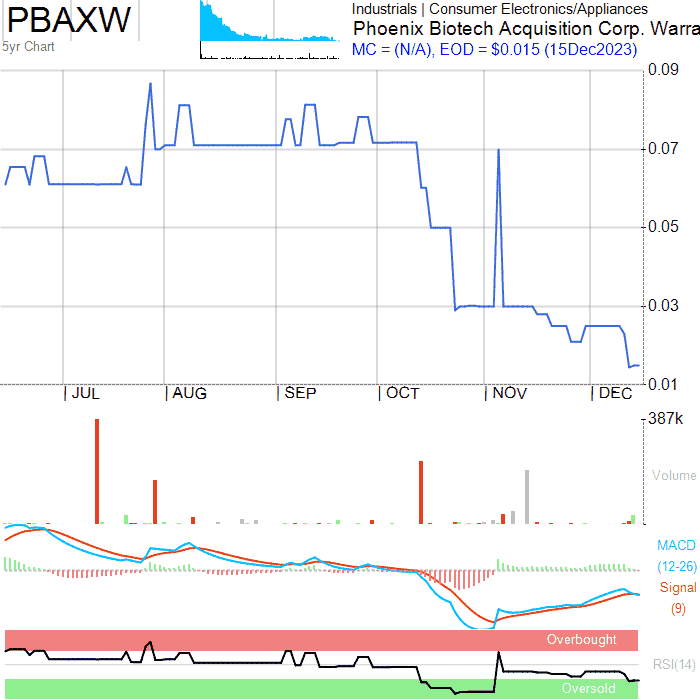 PBAXW
5yr Chart
Industrials | Consumer Electronics/Appliances
Phoenix Biotech Acquisition Corp. Warra
MC = (N/A), EOD = $0.015 (15Dec2023)
0.09
0.07
0.05
0.03
0.01
JUL AUG SEP OCT NOV DEC
387k
Volume
MACD
(12-26)
Signal
(9)
Overbought
RSI(14)
Oversold